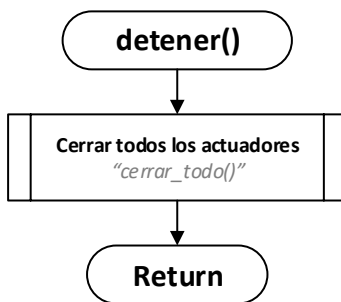 detener()
Cerrar todos los actuadores
“cerrar_todo()”
Return